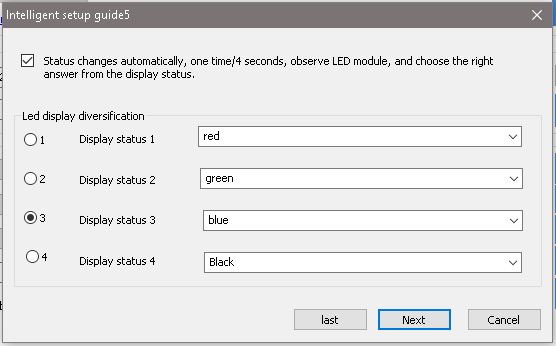 Intelligent setup guide5
Status changes automatically, one time/4 seconds, observe LED module, and choose the right
answer from the display status.
Led display diversification
1 Display status 1 red
2 Display status 2 green
3 Display status 3 blue
4 Display status 4 Black
last Next Cancel